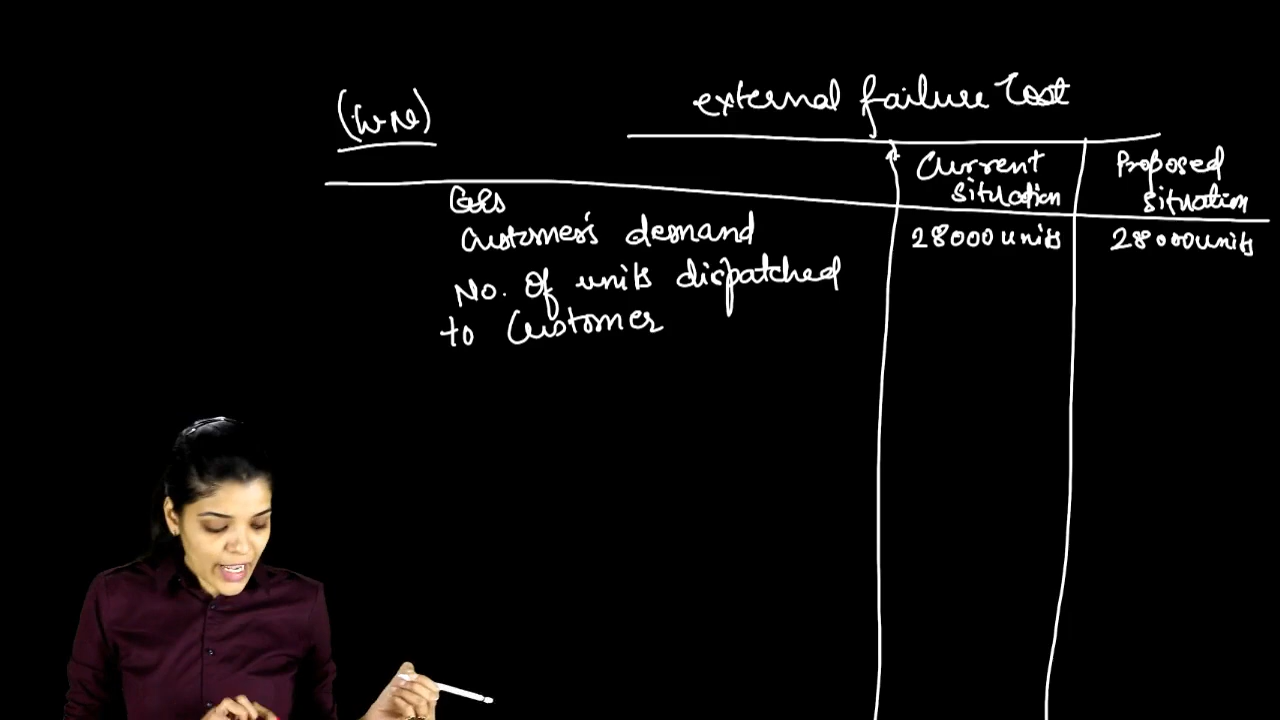 (W.N)
external failure Cost
Current situation
Proposed situation
Customer's demand
28000 units
28000 units
No. of units dispatched
to Customer